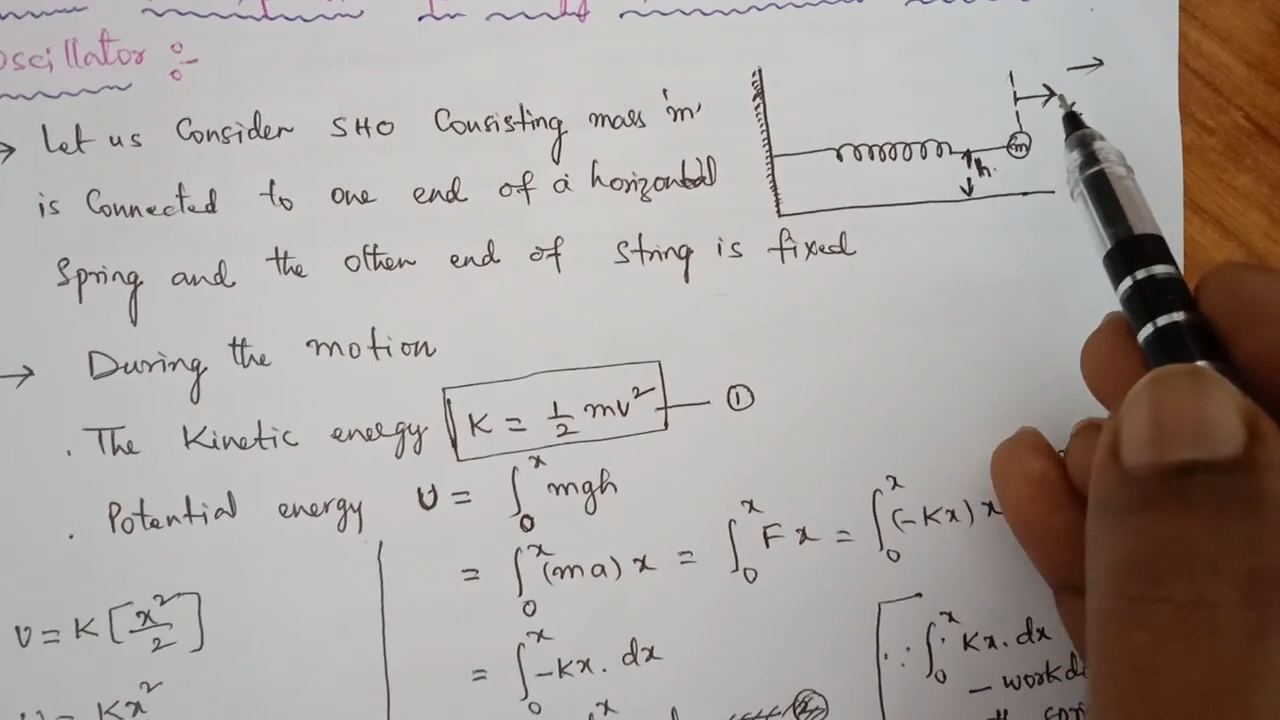 Oscillator :-
→ Let us Consider SHO Consisting mass 'm'
is Connected to one end of a horizontal
Spring and the other end of string is fixed
m
h
→ During the motion
. The Kinetic energy K = 1/2 mv² — ①
. Potential energy U = ∫₀ˣ mgh
= ∫₀ˣ (ma) x = ∫₀ˣ F x = ∫₀ˣ (-Kx) x
= ∫₀ˣ -Kx. dx
U = K [x²/2]
Kx²
∵ ∫₀ˣ Kx. dx